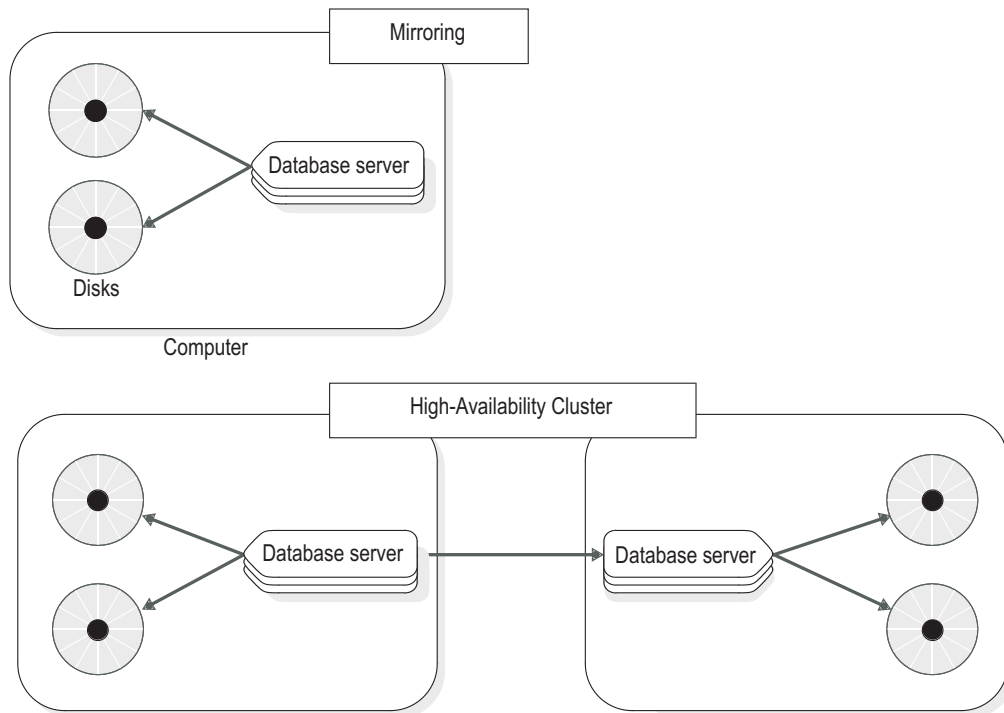 Mirroring
Database server
Disks
Computer
High-Availability Cluster
Database server
Database server